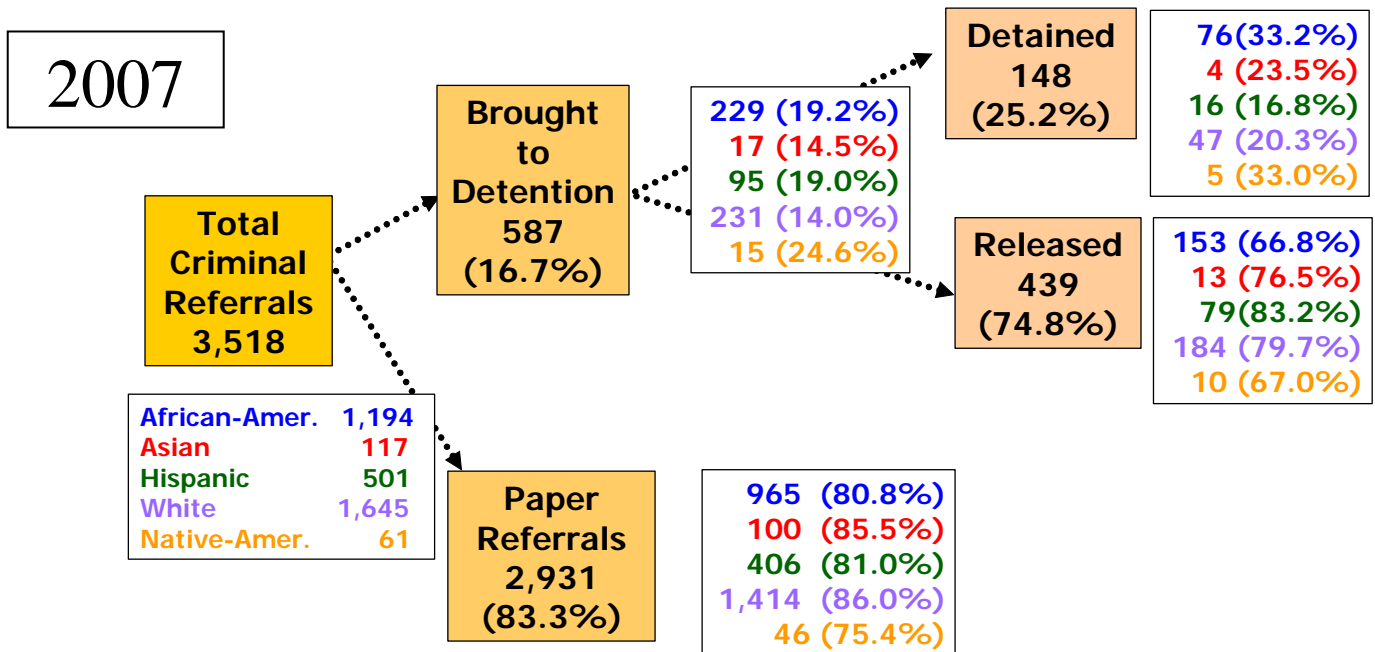 2007
Total
Criminal
Referrals
3,518
African-Amer. 1,194
Asian 117
Hispanic 501
White 1,645
Native-Amer. 61
Brought
to
Detention
587
(16.7%)
229 (19.2%)
17 (14.5%)
95 (19.0%)
231 (14.0%)
15 (24.6%)
Detained
148
(25.2%)
76(33.2%)
4 (23.5%)
16 (16.8%)
47 (20.3%)
5 (33.0%)
Released
439
(74.8%)
153 (66.8%)
13 (76.5%)
79(83.2%)
184 (79.7%)
10 (67.0%)
Paper
Referrals
2,931
(83.3%)
965 (80.8%)
100 (85.5%)
406 (81.0%)
1,414 (86.0%)
46 (75.4%)